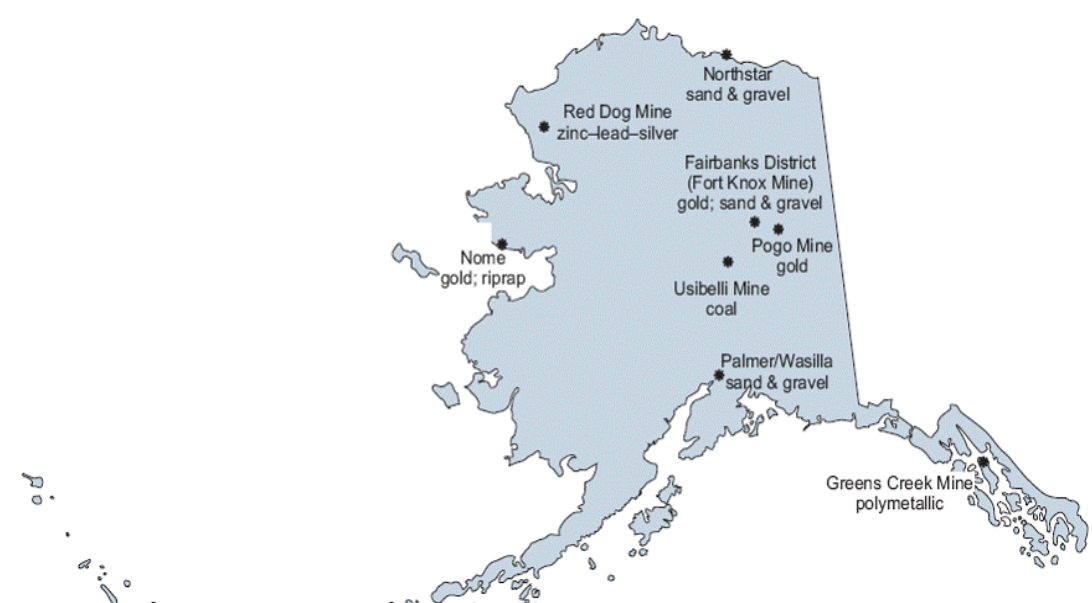 Northstar
sand & gravel
Red Dog Mine
zinc–lead–silver
Fairbanks District
(Fort Knox Mine)
gold; sand & gravel
Pogo Mine
gold
Nome
gold; riprap
Usibelli Mine
coal
Palmer/Wasilla
sand & gravel
Greens Creek Mine
polymetallic